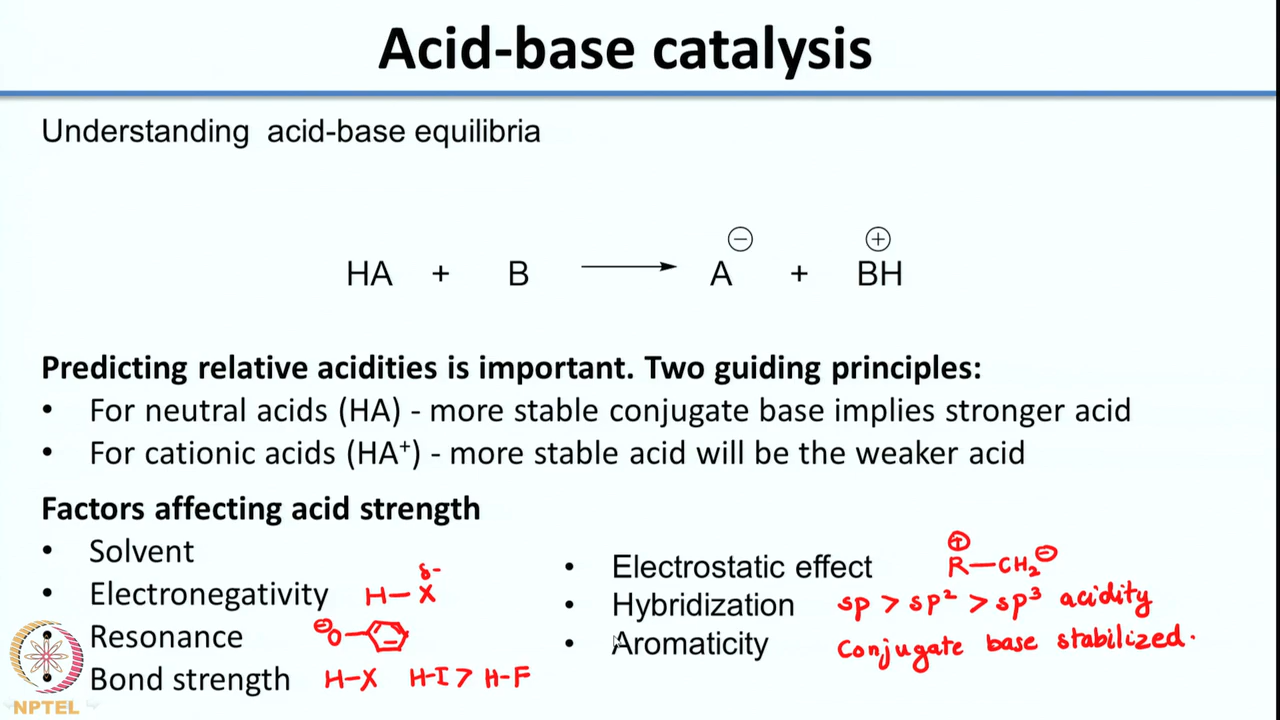 Acid-base catalysis
Understanding acid-base equilibria
HA + B ⟶ A⊖ + BH⊕
Predicting relative acidities is important. Two guiding principles:
• For neutral acids (HA) - more stable conjugate base implies stronger acid
• For cationic acids (HA⁺) - more stable acid will be the weaker acid
Factors affecting acid strength
• Solvent
• Electronegativity H–X δ-
• Resonance ⊖O
• Bond strength H–X H–I > H–F
• Electrostatic effect R⊕–CH₂⊖
• Hybridization sp > sp² > sp³ acidity
• Aromaticity Conjugate base stabilized.
NPTEL